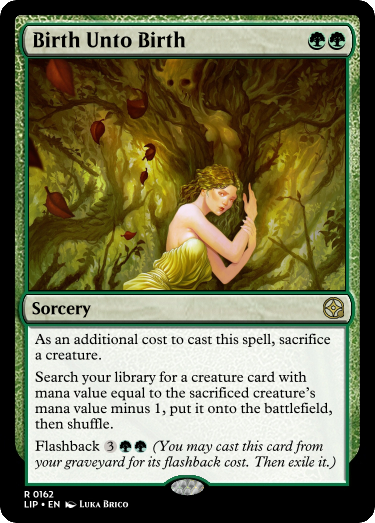 Birth Unto Birth
Sorcery
As an additional cost to cast this spell, sacrifice
a creature.
Search your library for a creature card with
mana value equal to the sacrificed creature's
mana value minus 1, put it onto the battlefield,
then shuffle.
Flashback 3 (You may cast this card from
your graveyard for its flashback cost. Then exile it.)
R 0162
LIP • EN Luka Brico